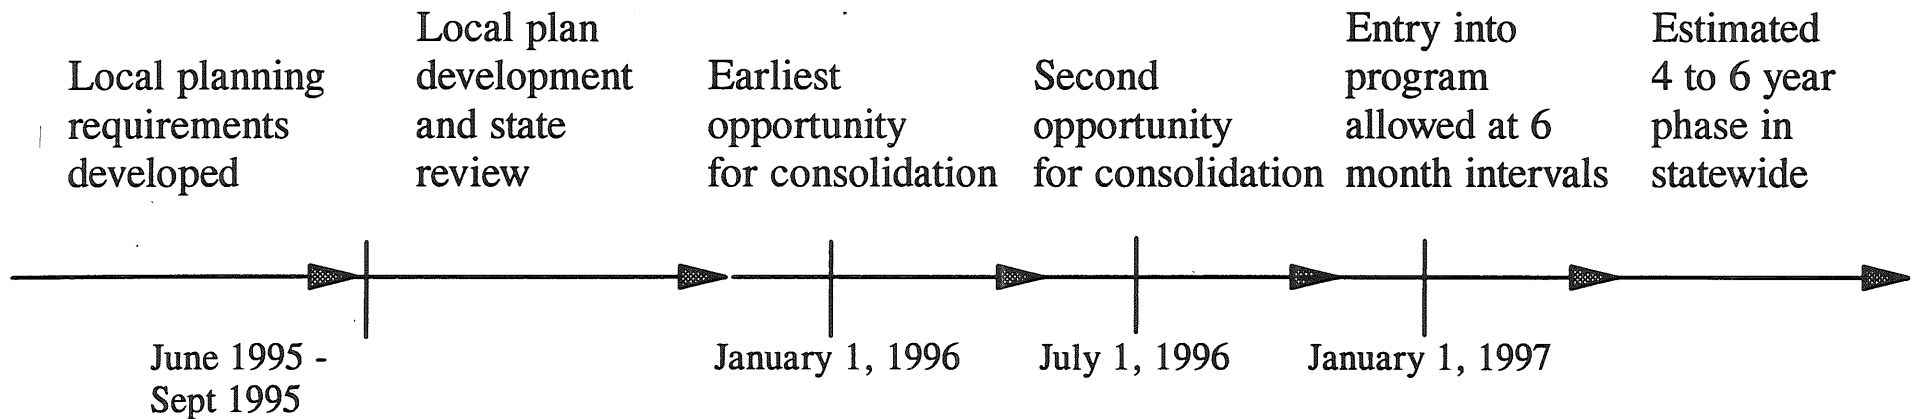 Local planning
requirements
developed
Local plan
development
and state
review
Earliest
opportunity
for consolidation
Second
opportunity
for consolidation
Entry into
program
allowed at 6
month intervals
Estimated
4 to 6 year
phase in
statewide
June 1995 -
Sept 1995
January 1, 1996
July 1, 1996
January 1, 1997